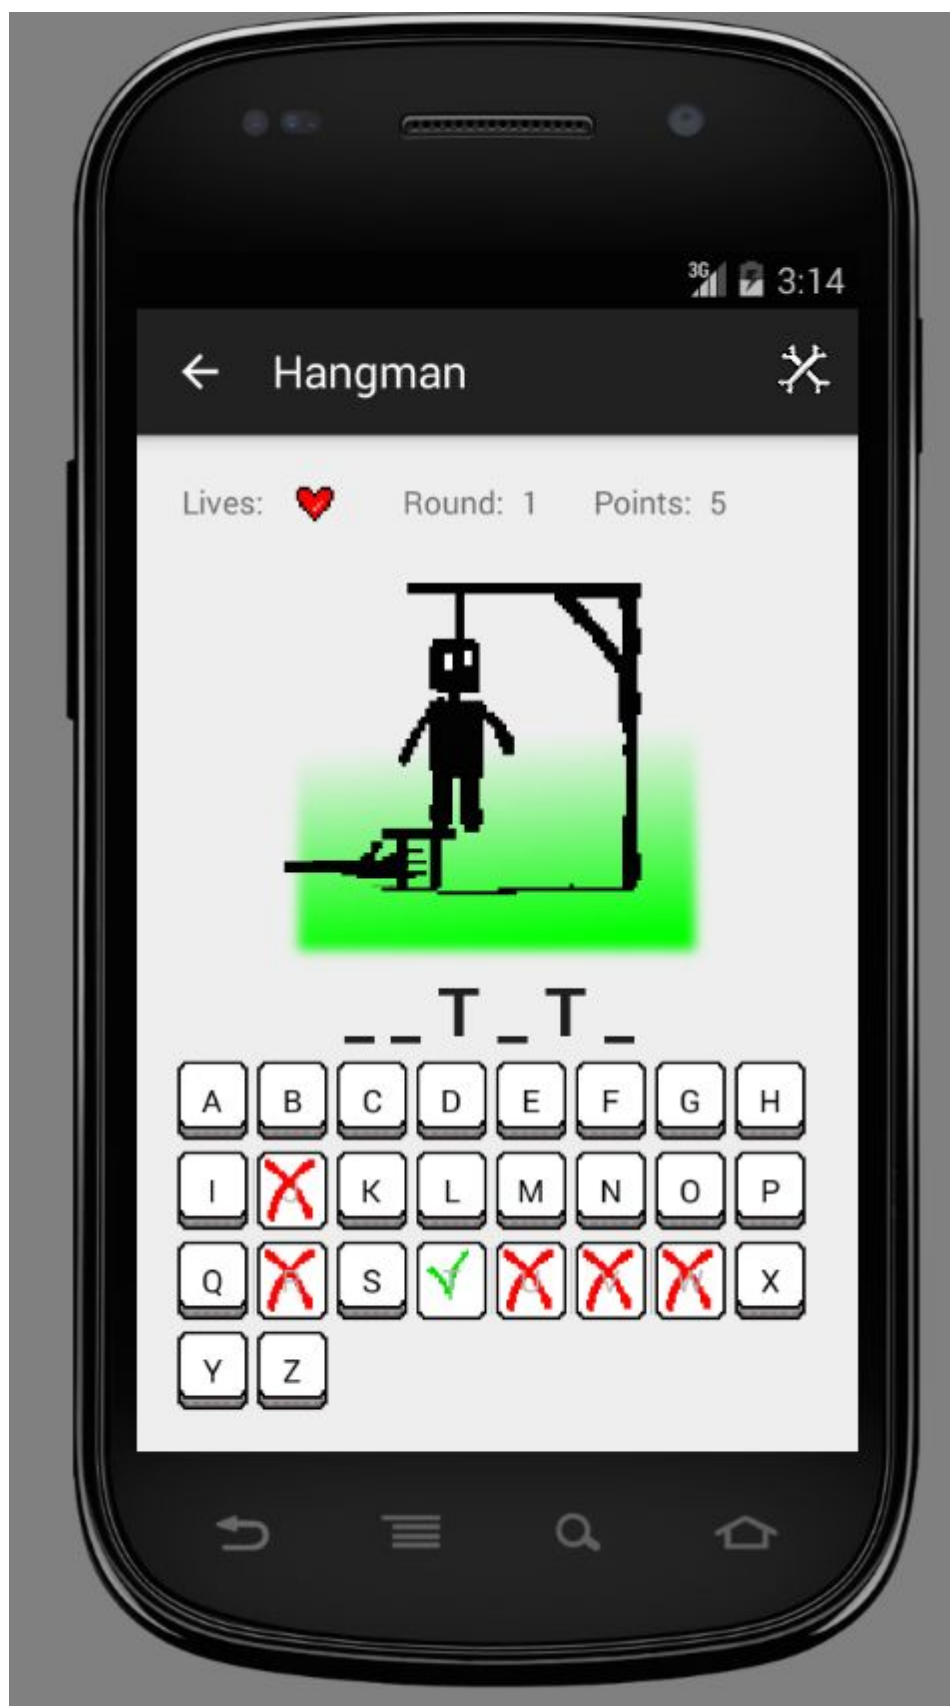 3G 3:14
Hangman
Lives: Round: 1 Points: 5
_ _ T _ T _
A B C D E F G H
I J K L M N O P
Q R S T U V W X
Y Z